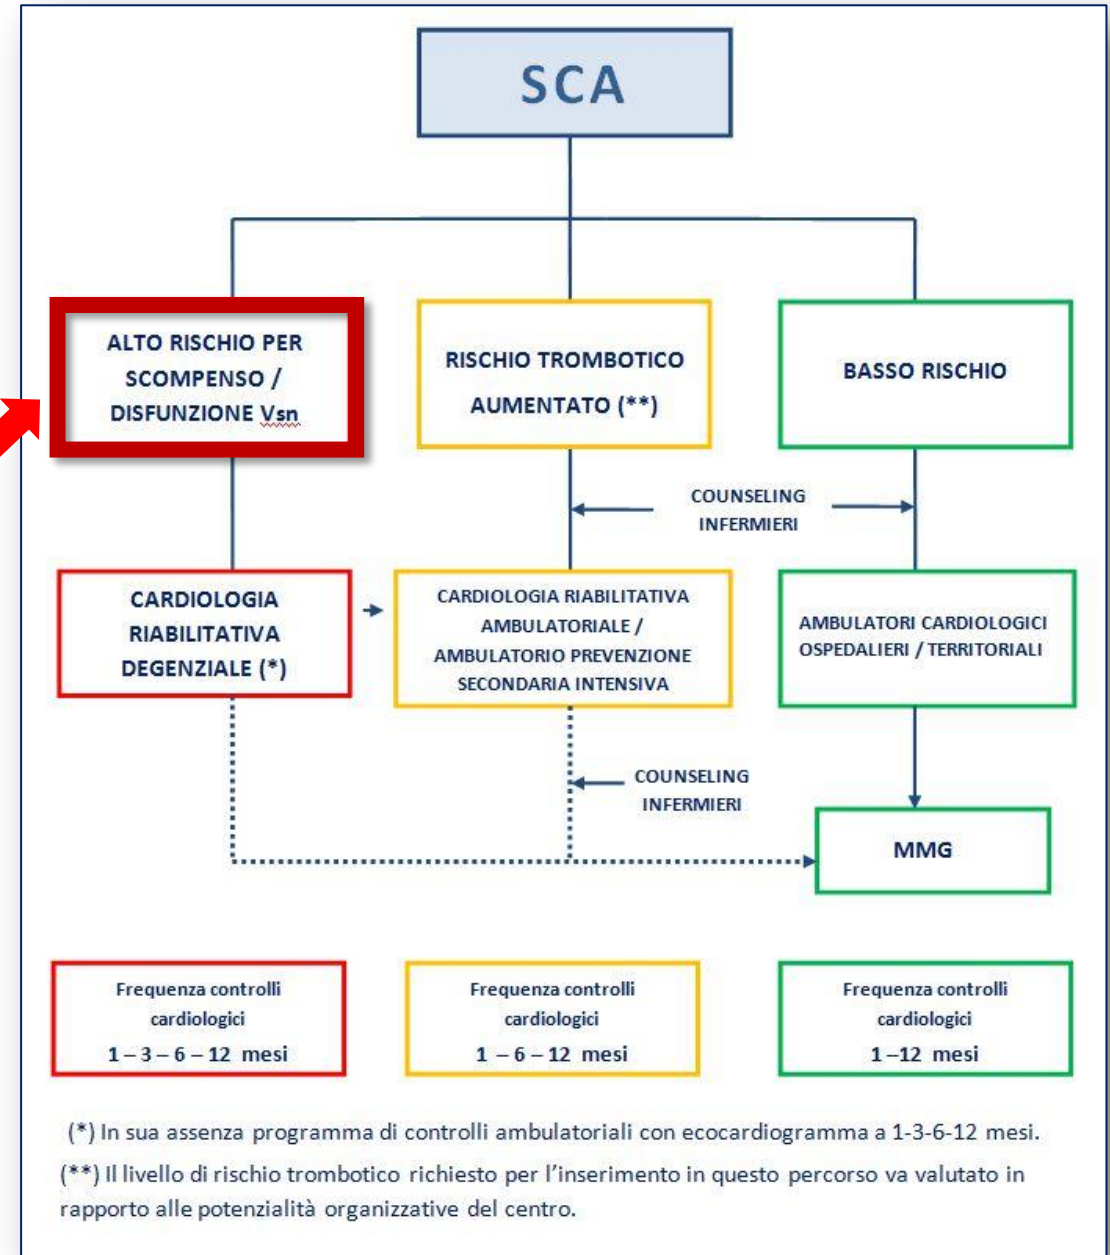 SCA
ALTO RISCHIO PER
SCOMPENSO /
DISFUNZIONE Vsn
RISCHIO TROMBOTICO
AUMENTATO (**)
BASSO RISCHIO
COUNSELING
INFERMIERI
CARDIOLOGIA
RIABILITATIVA
DEGENZIALE (*)
CARDIOLOGIA RIABILITATIVA
AMBULATORIALE /
AMBULATORIO PREVENZIONE
SECONDARIA INTENSIVA
AMBULATORI CARDIOLOGICI
OSPEDALIERI / TERRITORIALI
COUNSELING
INFERMIERI
MMG
Frequenza controlli
cardiologici
1 – 3 – 6 – 12 mesi
Frequenza controlli
cardiologici
1 – 6 – 12 mesi
Frequenza controlli
cardiologici
1 –12 mesi
(*) In sua assenza programma di controlli ambulatoriali con ecocardiogramma a 1-3-6-12 mesi.
(**) Il livello di rischio trombotico richiesto per l’inserimento in questo percorso va valutato in
rapporto alle potenzialità organizzative del centro.